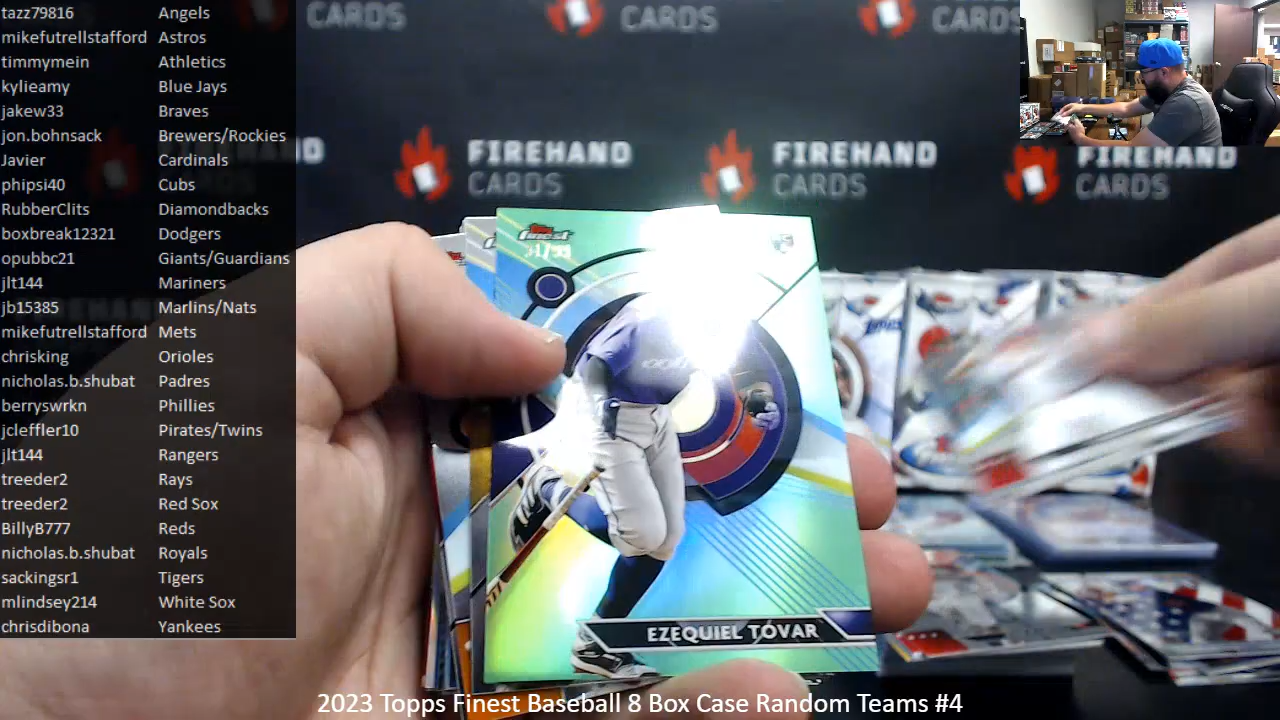 tazz79816 Angels
mikefutrellstafford Astros
timmymein Athletics
kylieamy Blue Jays
jakew33 Braves
jon.bohnsack Brewers/Rockies
Javier Cardinals
phipsi40 Cubs
RubberClits Diamondbacks
boxbreak12321 Dodgers
opubbc21 Giants/Guardians
jlt144 Mariners
jb15385 Marlins/Nats
mikefutrellstafford Mets
chrisking Orioles
nicholas.b.shubat Padres
berryswrkn Phillies
jcleffler10 Pirates/Twins
jlt144 Rangers
treeder2 Rays
treeder2 Red Sox
BillyB777 Reds
nicholas.b.shubat Royals
sackingsr1 Tigers
mlindsey214 White Sox
chrisdibona Yankees
CARDS CARDS CARDS
FIREHAND FIREHAND FIREHAND
CARDS CARDS CARDS
Topps Finest
EZEQUIEL TOVAR
2023 Topps Finest Baseball 8 Box Case Random Teams #4